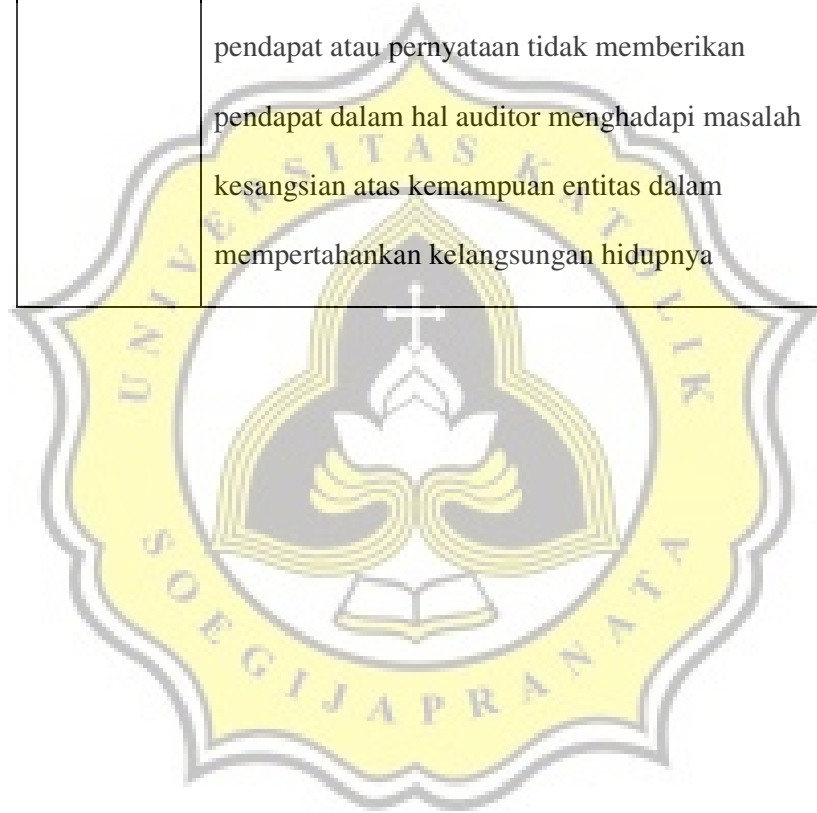 pendapat atau pernyataan tidak memberikan
pendapat dalam hal auditor menghadapi masalah
kesangsian atas kemampuan entitas dalam
mempertahankan kelangsungan hidupnya
UNIVERSITAS KATOLIK
SOEGIJAPRANATA